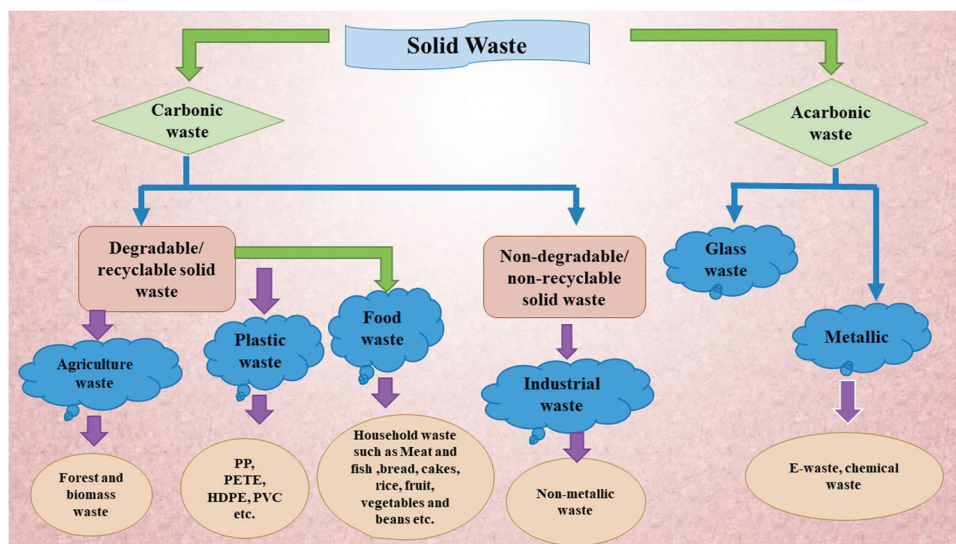 Solid Waste
Carbonic
waste
Acarbonic
waste
Degradable/
recyclable solid
waste
Non-degradable/
non-recyclable
solid waste
Glass
waste
Agriculture
waste
Plastic
waste
Food
waste
Industrial
waste
Metallic
Forest and
biomass
waste
PP,
PETE,
HDPE, PVC
etc.
Household waste
such as Meat and
fish ,bread, cakes,
rice, fruit,
vegetables and
beans etc.
Non-metallic
waste
E-waste, chemical
waste